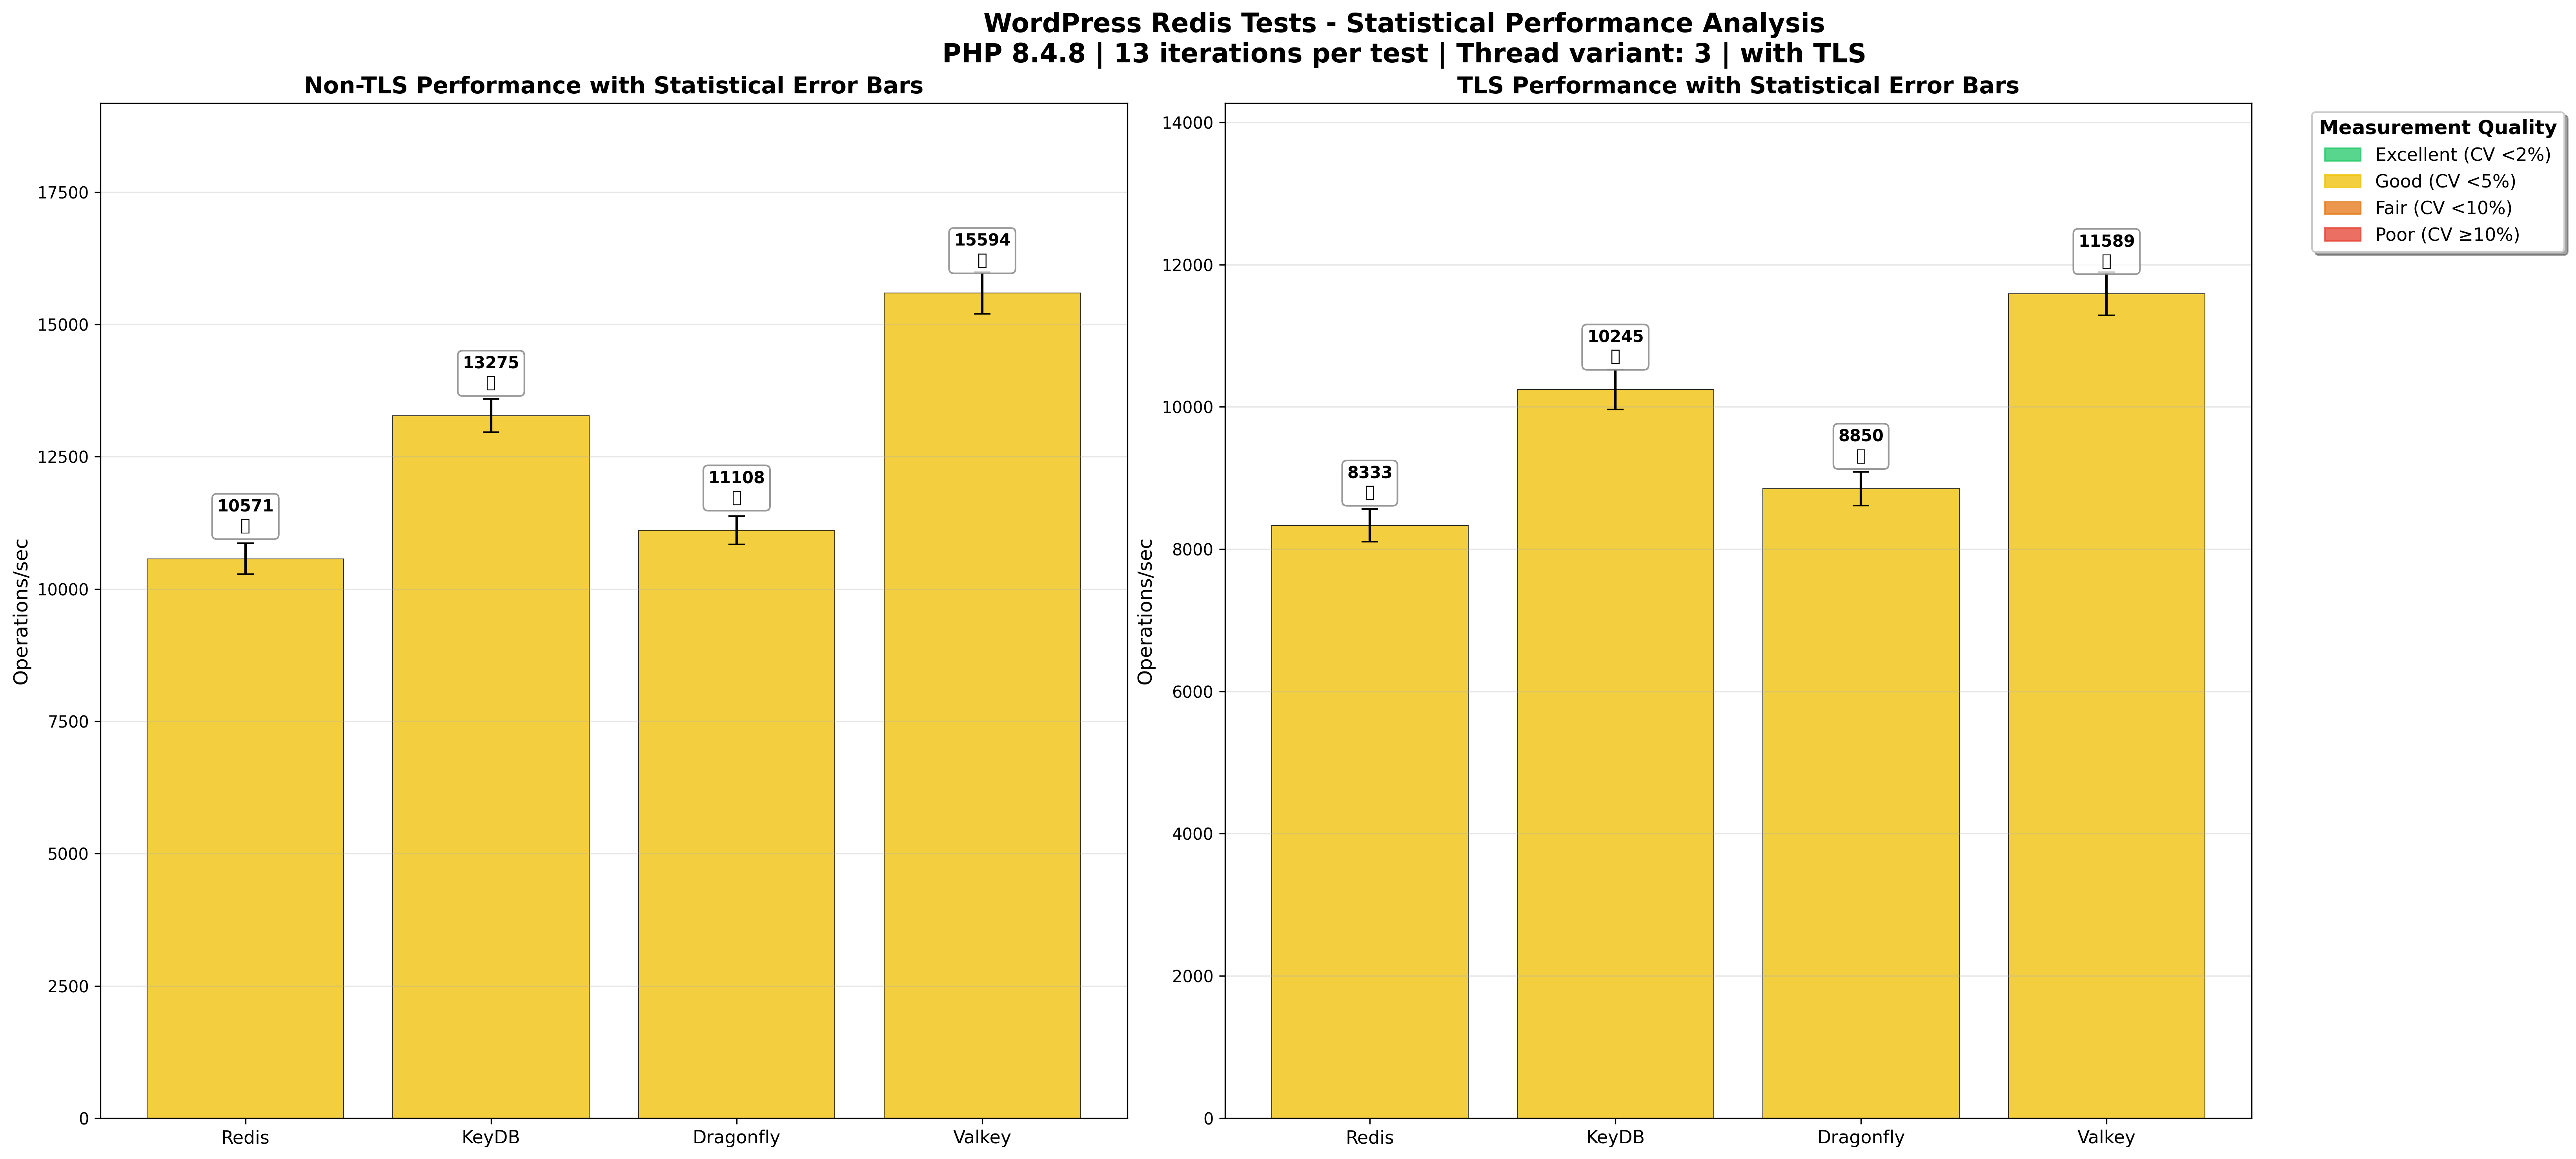 WordPress Redis Tests - Statistical Performance Analysis
PHP 8.4.8 | 13 iterations per test | Thread variant: 3 | with TLS
Non-TLS Performance with Statistical Error Bars
Operations/sec
17500
15000
12500
10000
7500
5000
2500
0
10571
13275
11108
15594
Redis
KeyDB
Dragonfly
Valkey
TLS Performance with Statistical Error Bars
Operations/sec
14000
12000
10000
8000
6000
4000
2000
0
8333
10245
8850
11589
Redis
KeyDB
Dragonfly
Valkey
Measurement Quality
Excellent (CV <2%)
Good (CV <5%)
Fair (CV <10%)
Poor (CV ≥10%)